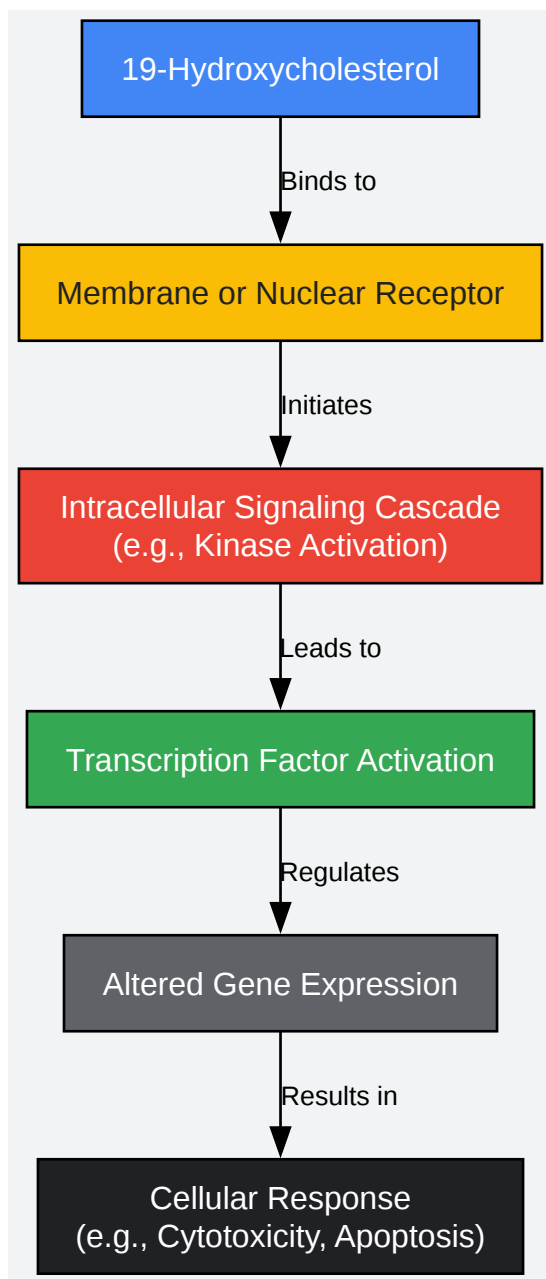 19-Hydroxycholesterol
Binds to
Membrane or Nuclear Receptor
Initiates
Intracellular Signaling Cascade
(e.g., Kinase Activation)
Leads to
Transcription Factor Activation
Regulates
Altered Gene Expression
Results in
Cellular Response
(e.g., Cytotoxicity, Apoptosis)